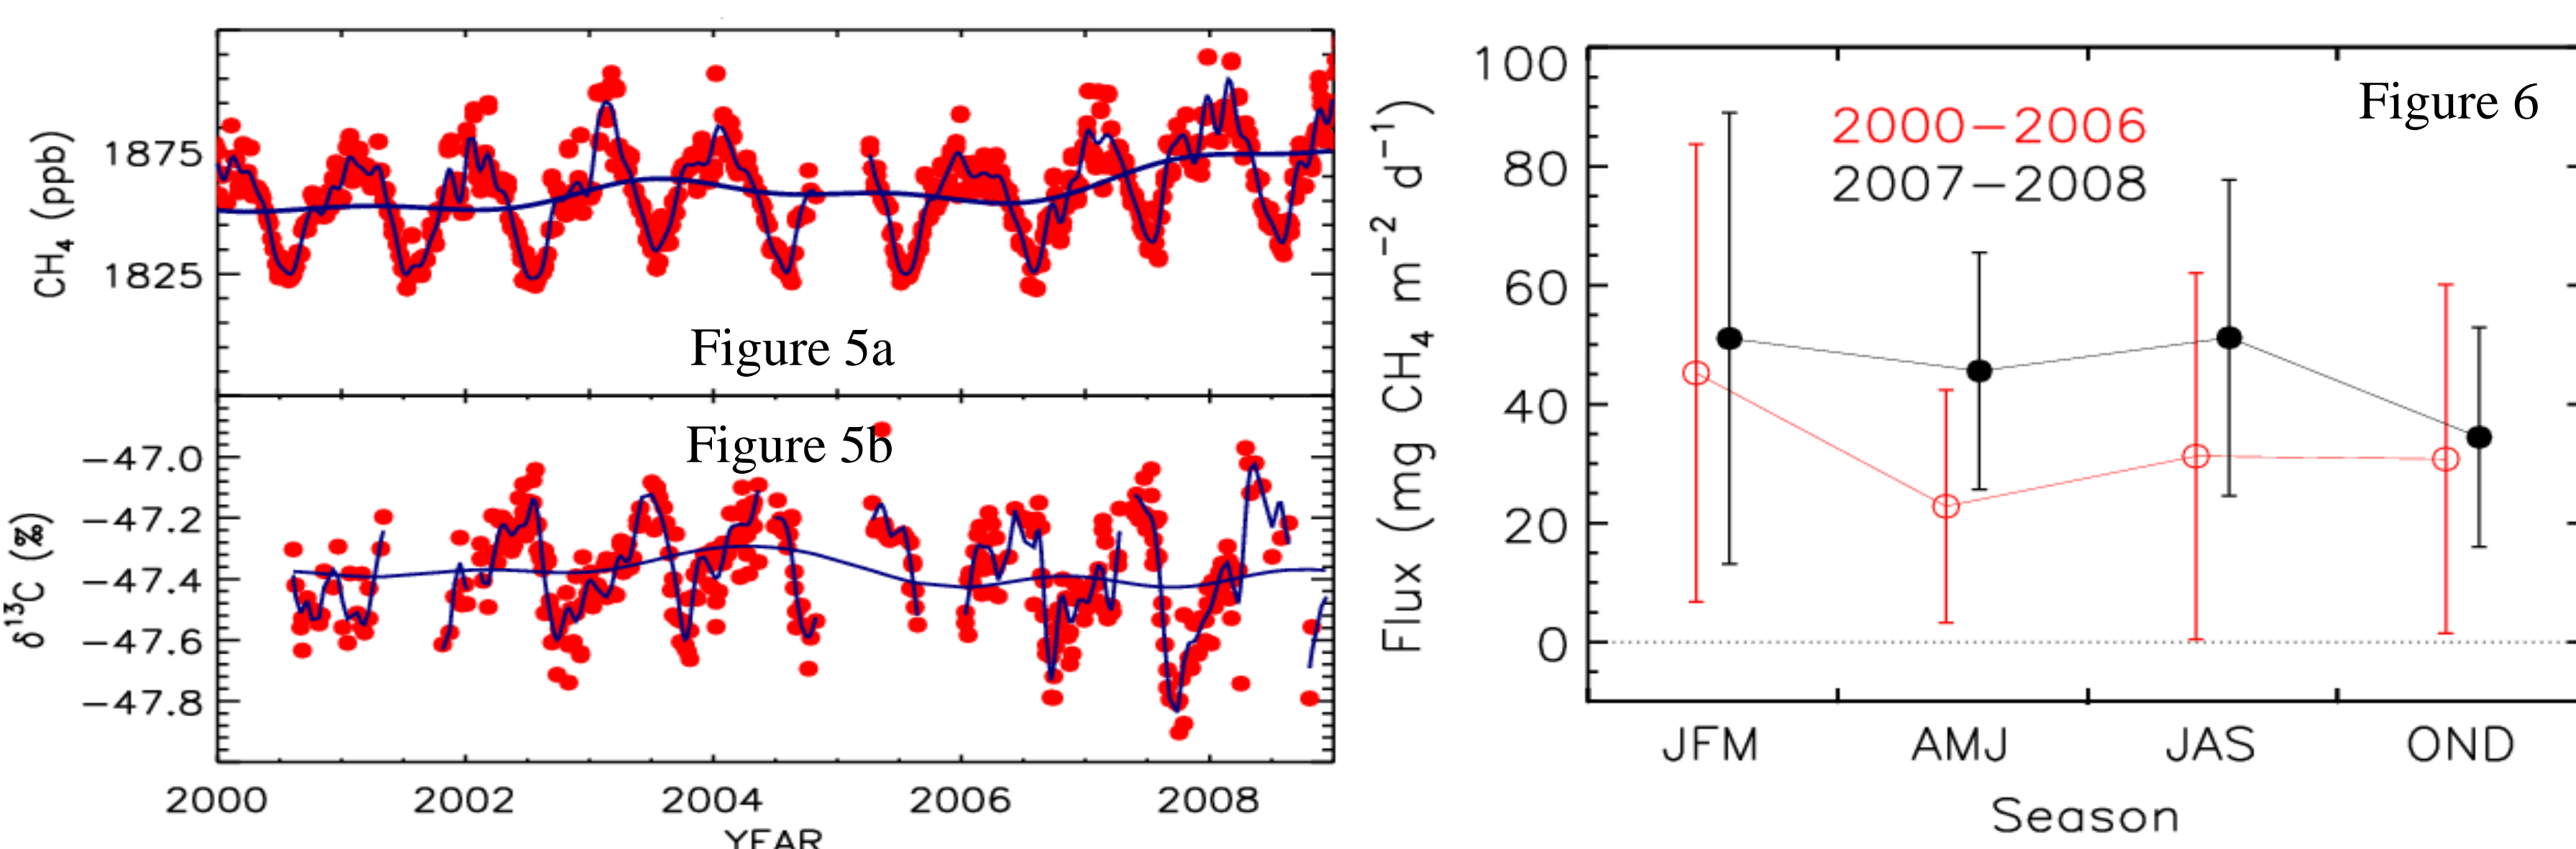 CH₄ (ppb)
1875
1825
Figure 5a
δ¹³C (‰)
−47.0
−47.2
−47.4
−47.6
−47.8
Figure 5b
2000 2002 2004 2006 2008
YEAR
Flux (mg CH₄ m⁻² d⁻¹)
100
80
60
40
20
0
2000−2006
2007−2008
Figure 6
JFM AMJ JAS OND
Season